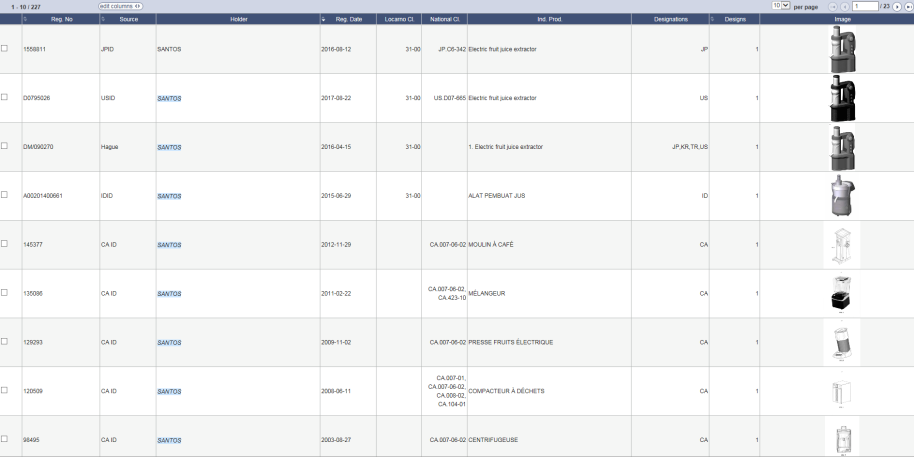 1 - 10 / 227 edit columns 10 per page 1 / 23
Reg. No Source Holder Reg. Date Locarno Cl. National Cl. Ind. Prod. Designations Designs Image
1558811 JPID SANTOS 2016-08-12 31-00 JP.C6-342 Electric fruit juice extractor JP 1
D0795026 USID SANTOS 2017-08-22 31-00 US.D07-665 Electric fruit juice extractor US 1
DM/090270 Hague SANTOS 2016-04-15 31-00 1. Electric fruit juice extractor JP,KR,TR,US 1
A00201400661 IDID SANTOS 2015-06-29 31-00 ALAT PEMBUAT JUS ID 1
145377 CA ID SANTOS 2012-11-29 CA.007-06-02 MOULIN À CAFÉ CA 1
135086 CA ID SANTOS 2011-02-22 CA.007-06-02, CA.423-10 MÉLANGEUR CA 1
129293 CA ID SANTOS 2009-11-02 CA.007-06-02 PRESSE FRUITS ÉLECTRIQUE CA 1
120509 CA ID SANTOS 2008-06-11 CA.007-01, CA.007-06-02, CA.008-02, CA.104-01 COMPACTEUR À DÉCHETS CA 1
98495 CA ID SANTOS 2003-08-27 CA.007-06-02 CENTRIFUGEUSE CA 1